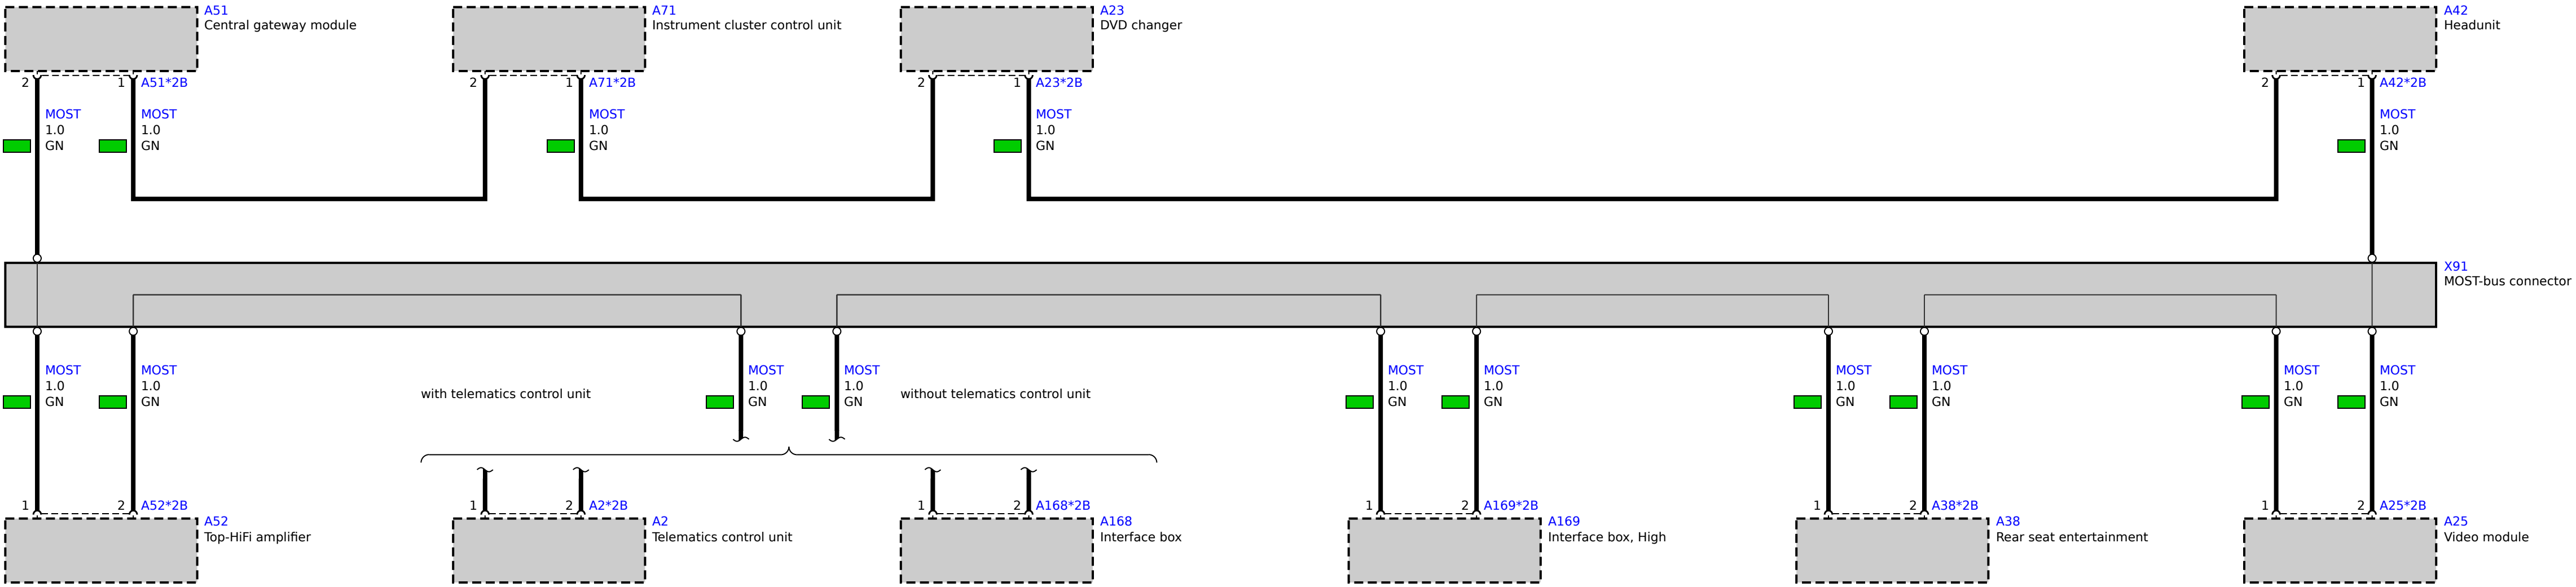 A51
Central gateway module
A71
Instrument cluster control unit
A23
DVD changer
A42
Headunit
2
1
A51*2B
2
1
A71*2B
2
1
A23*2B
2
1
A42*2B
MOST
1.0
GN
MOST
1.0
GN
MOST
1.0
GN
MOST
1.0
GN
MOST
1.0
GN
X91
MOST-bus connector
MOST
1.0
GN
MOST
1.0
GN
with telematics control unit
MOST
1.0
GN
MOST
1.0
GN
without telematics control unit
MOST
1.0
GN
MOST
1.0
GN
MOST
1.0
GN
MOST
1.0
GN
MOST
1.0
GN
MOST
1.0
GN
1
2
A52*2B
1
2
A2*2B
1
2
A168*2B
1
2
A169*2B
1
2
A38*2B
1
2
A25*2B
A52
Top-HiFi amplifier
A2
Telematics control unit
A168
Interface box
A169
Interface box, High
A38
Rear seat entertainment
A25
Video module